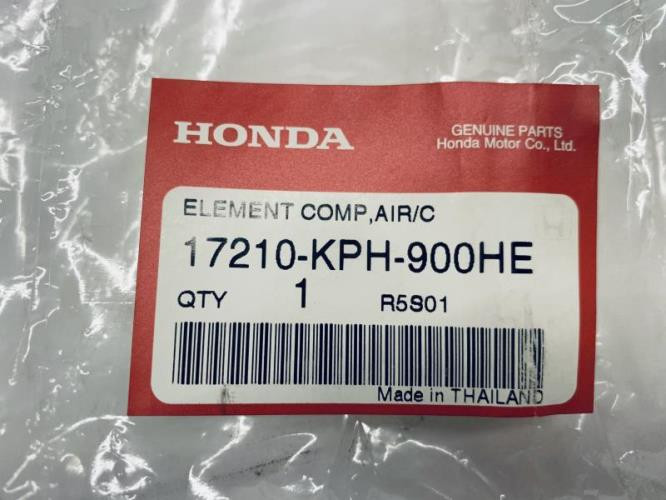 HONDA
GENUINE PARTS
Honda Motor Co., Ltd.
ELEMENT COMP,AIR/C
17210-KPH-900HE
QTY 1 R5S01
Made in THAILAND